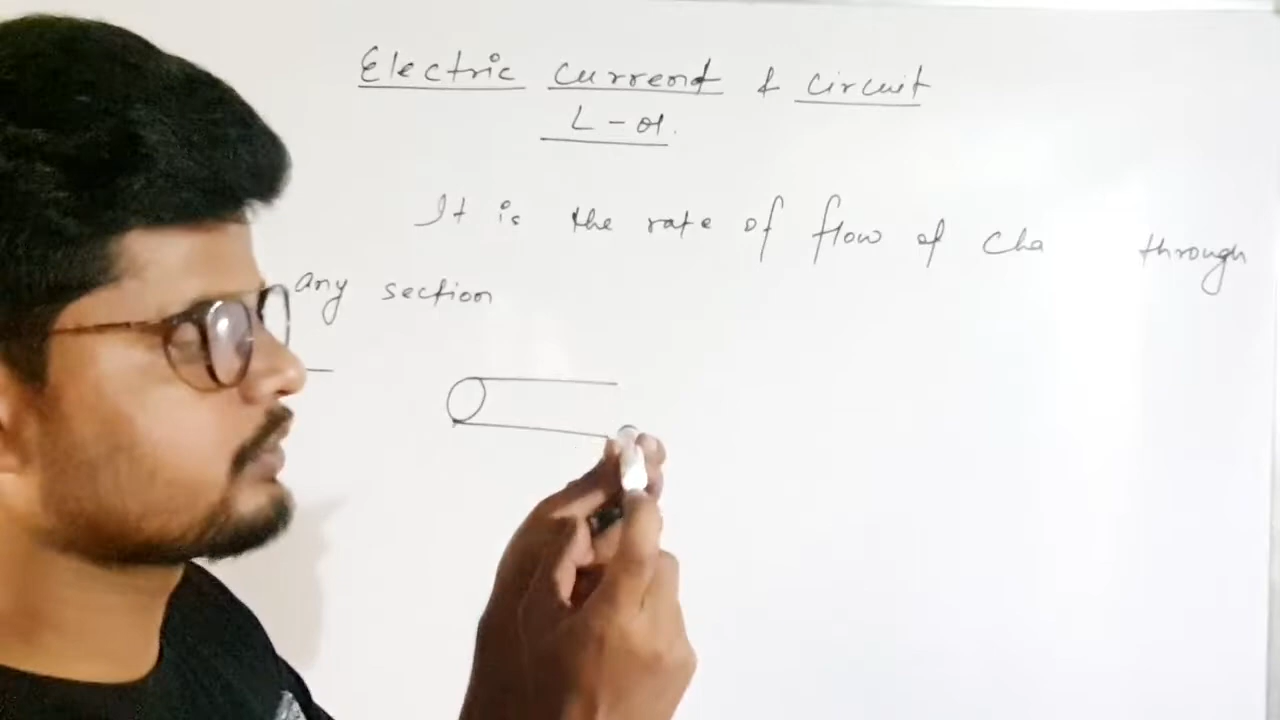 Electric current & circuit
L-01.
It is the rate of flow of Cha through
any section